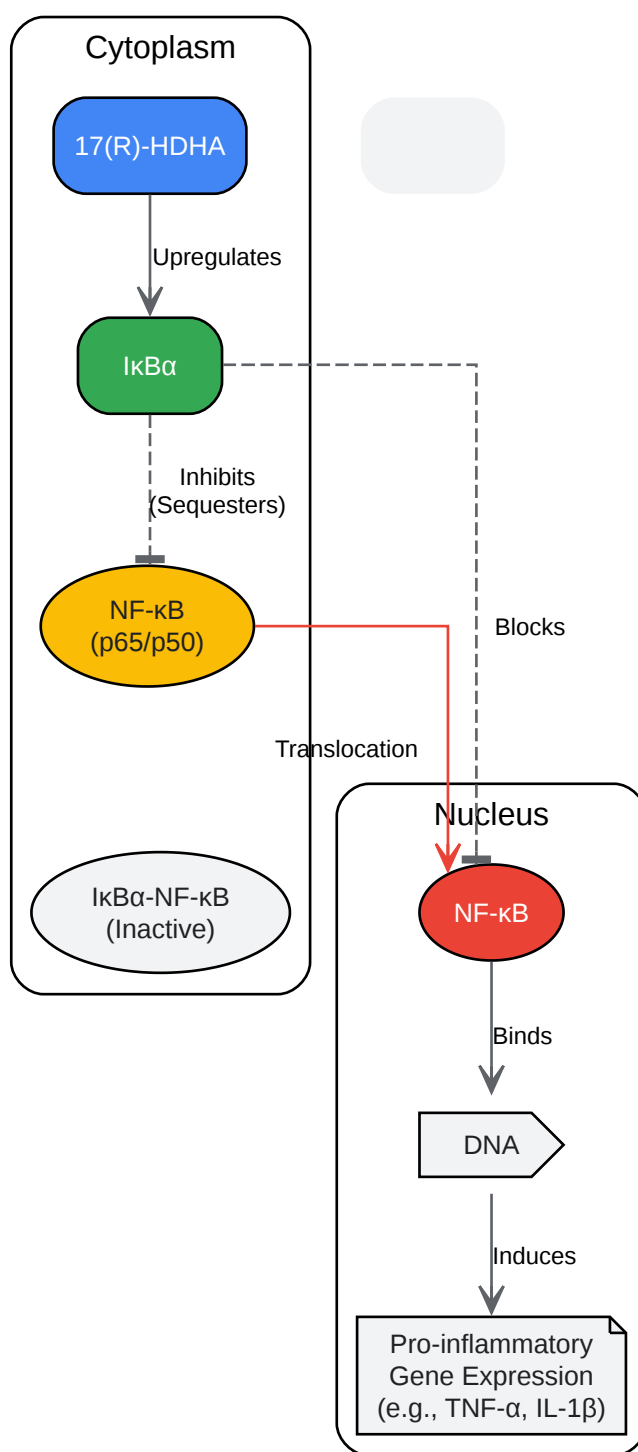 Cytoplasm
17(R)-HDHA
Upregulates
IκBα
Inhibits
(Sequesters)
NF-κB
(p65/p50)
Blocks
Translocation
Nucleus
IκBα-NF-κB
(Inactive)
NF-κB
Binds
DNA
Induces
Pro-inflammatory
Gene Expression
(e.g., TNF-α, IL-1β)